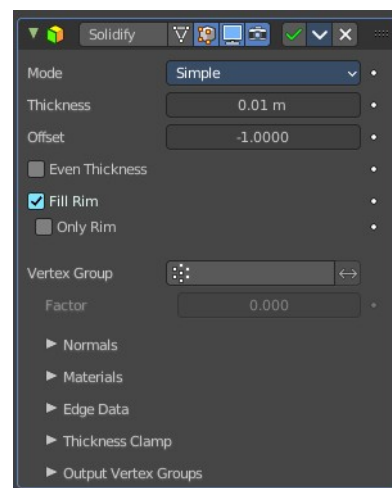 Solidify
Mode Simple
Thickness 0.01 m
Offset -1.0000
Even Thickness
Fill Rim
Only Rim
Vertex Group
Factor 0.000
Normals
Materials
Edge Data
Thickness Clamp
Output Vertex Groups